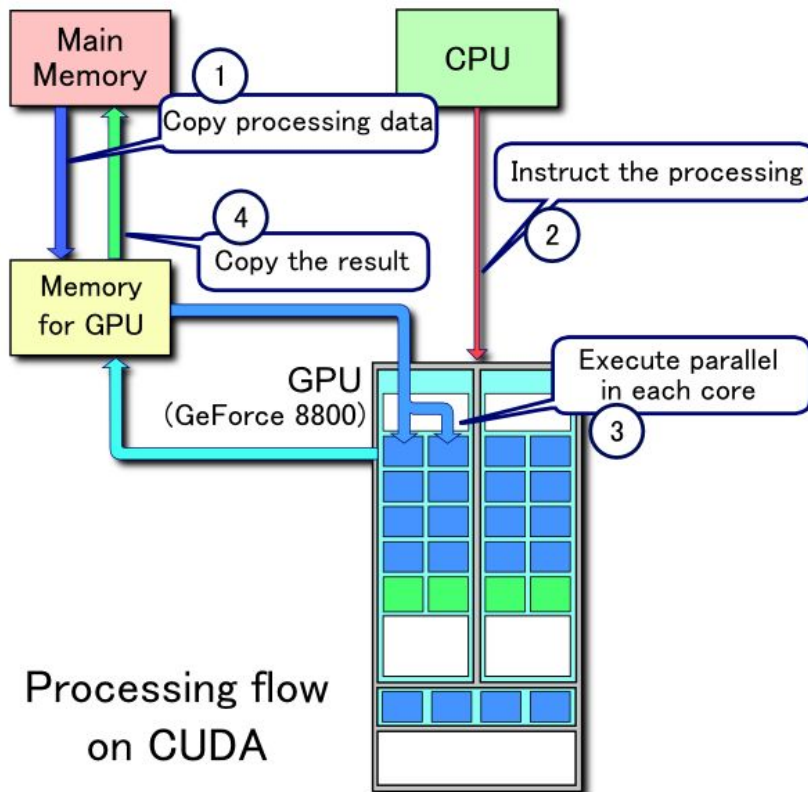 Main
Memory
CPU
1
Copy processing data
Instruct the processing
2
4
Copy the result
Memory
for GPU
GPU
(GeForce 8800)
Execute parallel
in each core
3
Processing flow
on CUDA